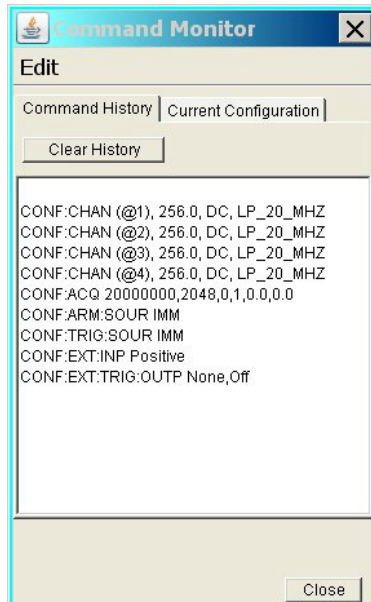 Command Monitor
Edit
Command History Current Configuration
Clear History
CONF:CHAN (@1), 256.0, DC, LP_20_MHZ
CONF:CHAN (@2), 256.0, DC, LP_20_MHZ
CONF:CHAN (@3), 256.0, DC, LP_20_MHZ
CONF:CHAN (@4), 256.0, DC, LP_20_MHZ
CONF:ACQ 20000000,2048,0,1,0.0,0.0
CONF:ARM:SOUR IMM
CONF:TRIG:SOUR IMM
CONF:EXT:INP Positive
CONF:EXT:TRIG:OUTP None,Off
Close